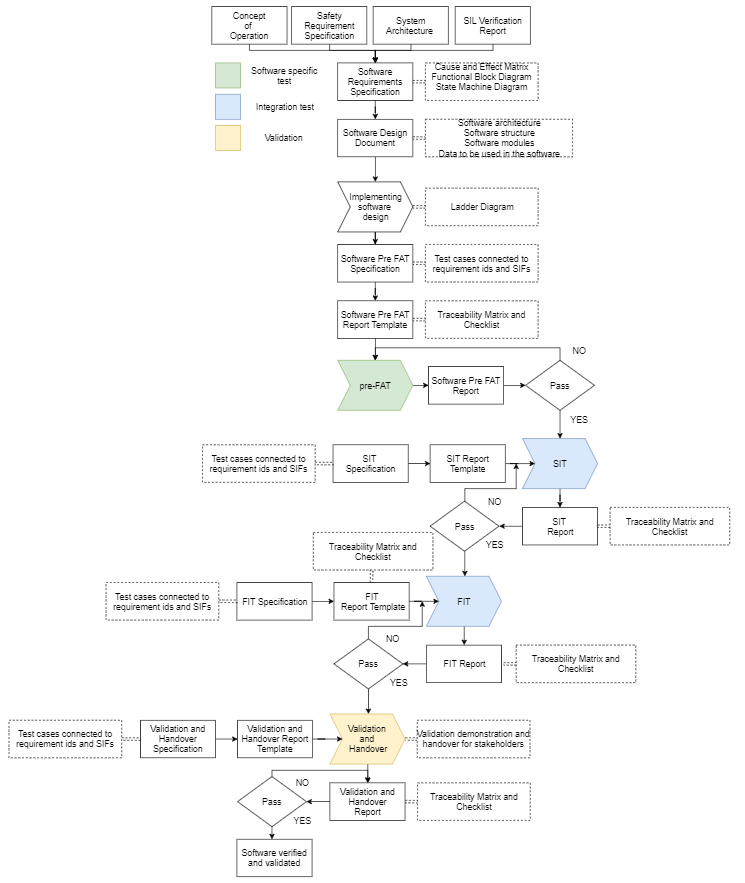 Concept
of
Operation
Safety
Requirement
Specification
System
Architecture
SIL Verification
Report
Software specific
test
Integration test
Validation
Software
Requirements
Specification
Cause and Effect Matrix
Functional Block Diagram
State Machine Diagram
Software Design
Document
Software architecture
Software structure
Software modules
Data to be used in the software
Implementing
software
design
Ladder Diagram
Software Pre FAT
Specification
Test cases connected to
requirement ids and SIFs
Software Pre FAT
Report Template
Traceability Matrix and
Checklist
NO
pre-FAT
Software Pre FAT
Report
Pass
YES
Test cases connected to
requirement ids and SIFs
SIT
Specification
SIT Report
Template
SIT
NO
Pass
YES
SIT
Report
Traceability Matrix and
Checklist
Traceability Matrix and
Checklist
Test cases connected to
requirement ids and SIFs
FIT Specification
FIT
Report Template
FIT
NO
Pass
YES
FIT Report
Traceability Matrix and
Checklist
Test cases connected to
requirement ids and SIFs
Validation and
Handover
Specification
Validation and
Handover Report
Template
Validation
and
Handover
Validation demonstration and
handover for stakeholders
NO
Pass
YES
Validation and
Handover
Report
Traceability Matrix and
Checklist
Software verified
and validated